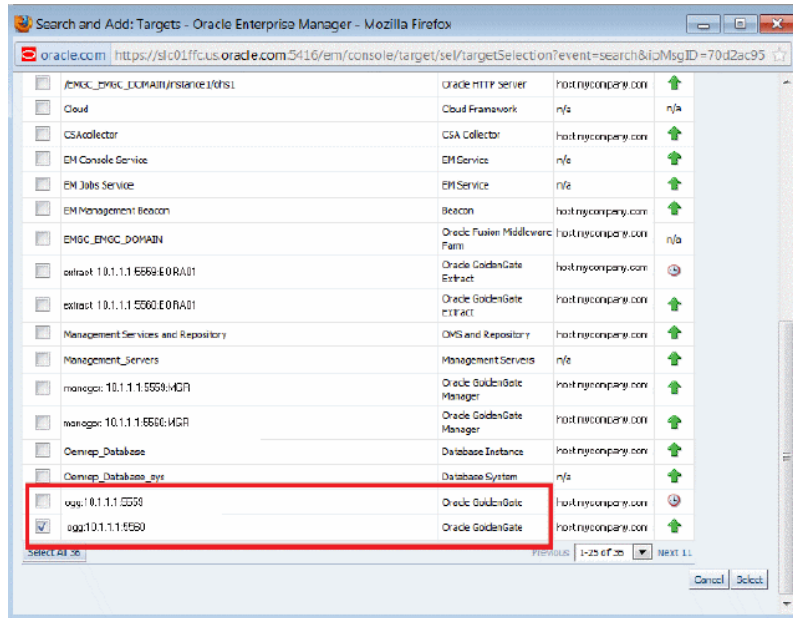 Search and Add: Targets - Oracle Enterprise Manager - Mozilla Firefox
oracle.com https://slc01ffc.us.oracle.com:5416/em/console/target/sel/targetSelection?event=search&ipMsgID=70d2ac95
/EMGC_EMGC_DOMAIN/instance1/ohs1 Oracle HTTP Server host.mycompany.com
Cloud Cloud Framework n/a n/a
CSAcollector CSA Collector host.mycompany.com
EM Console Service EM Service n/a
EM Jobs Service EM Service n/a
EM Management Beacon Beacon host.mycompany.com
EMGC_EMGC_DOMAIN Oracle Fusion Middleware Farm host.mycompany.com n/a
extract: 10.1.1.1:5559:EORA01 Oracle GoldenGate Extract host.mycompany.com
extract: 10.1.1.1:5560:EORA01 Oracle GoldenGate Extract host.mycompany.com
Management Services and Repository OMS and Repository host.mycompany.com
Management_Servers Management Servers n/a
manager: 10.1.1.1:5559:MGR Oracle GoldenGate Manager host.mycompany.com
manager: 10.1.1.1:5560:MGR Oracle GoldenGate Manager host.mycompany.com
Oemrep_Database Database Instance host.mycompany.com
Oemrep_Database_sys Database System n/a
ogg:10.1.1.1:5559 Oracle GoldenGate host.mycompany.com
ogg:10.1.1.1:5560 Oracle GoldenGate host.mycompany.com
Select All 36 Previous 1-25 of 36 Next 11
Cancel Select